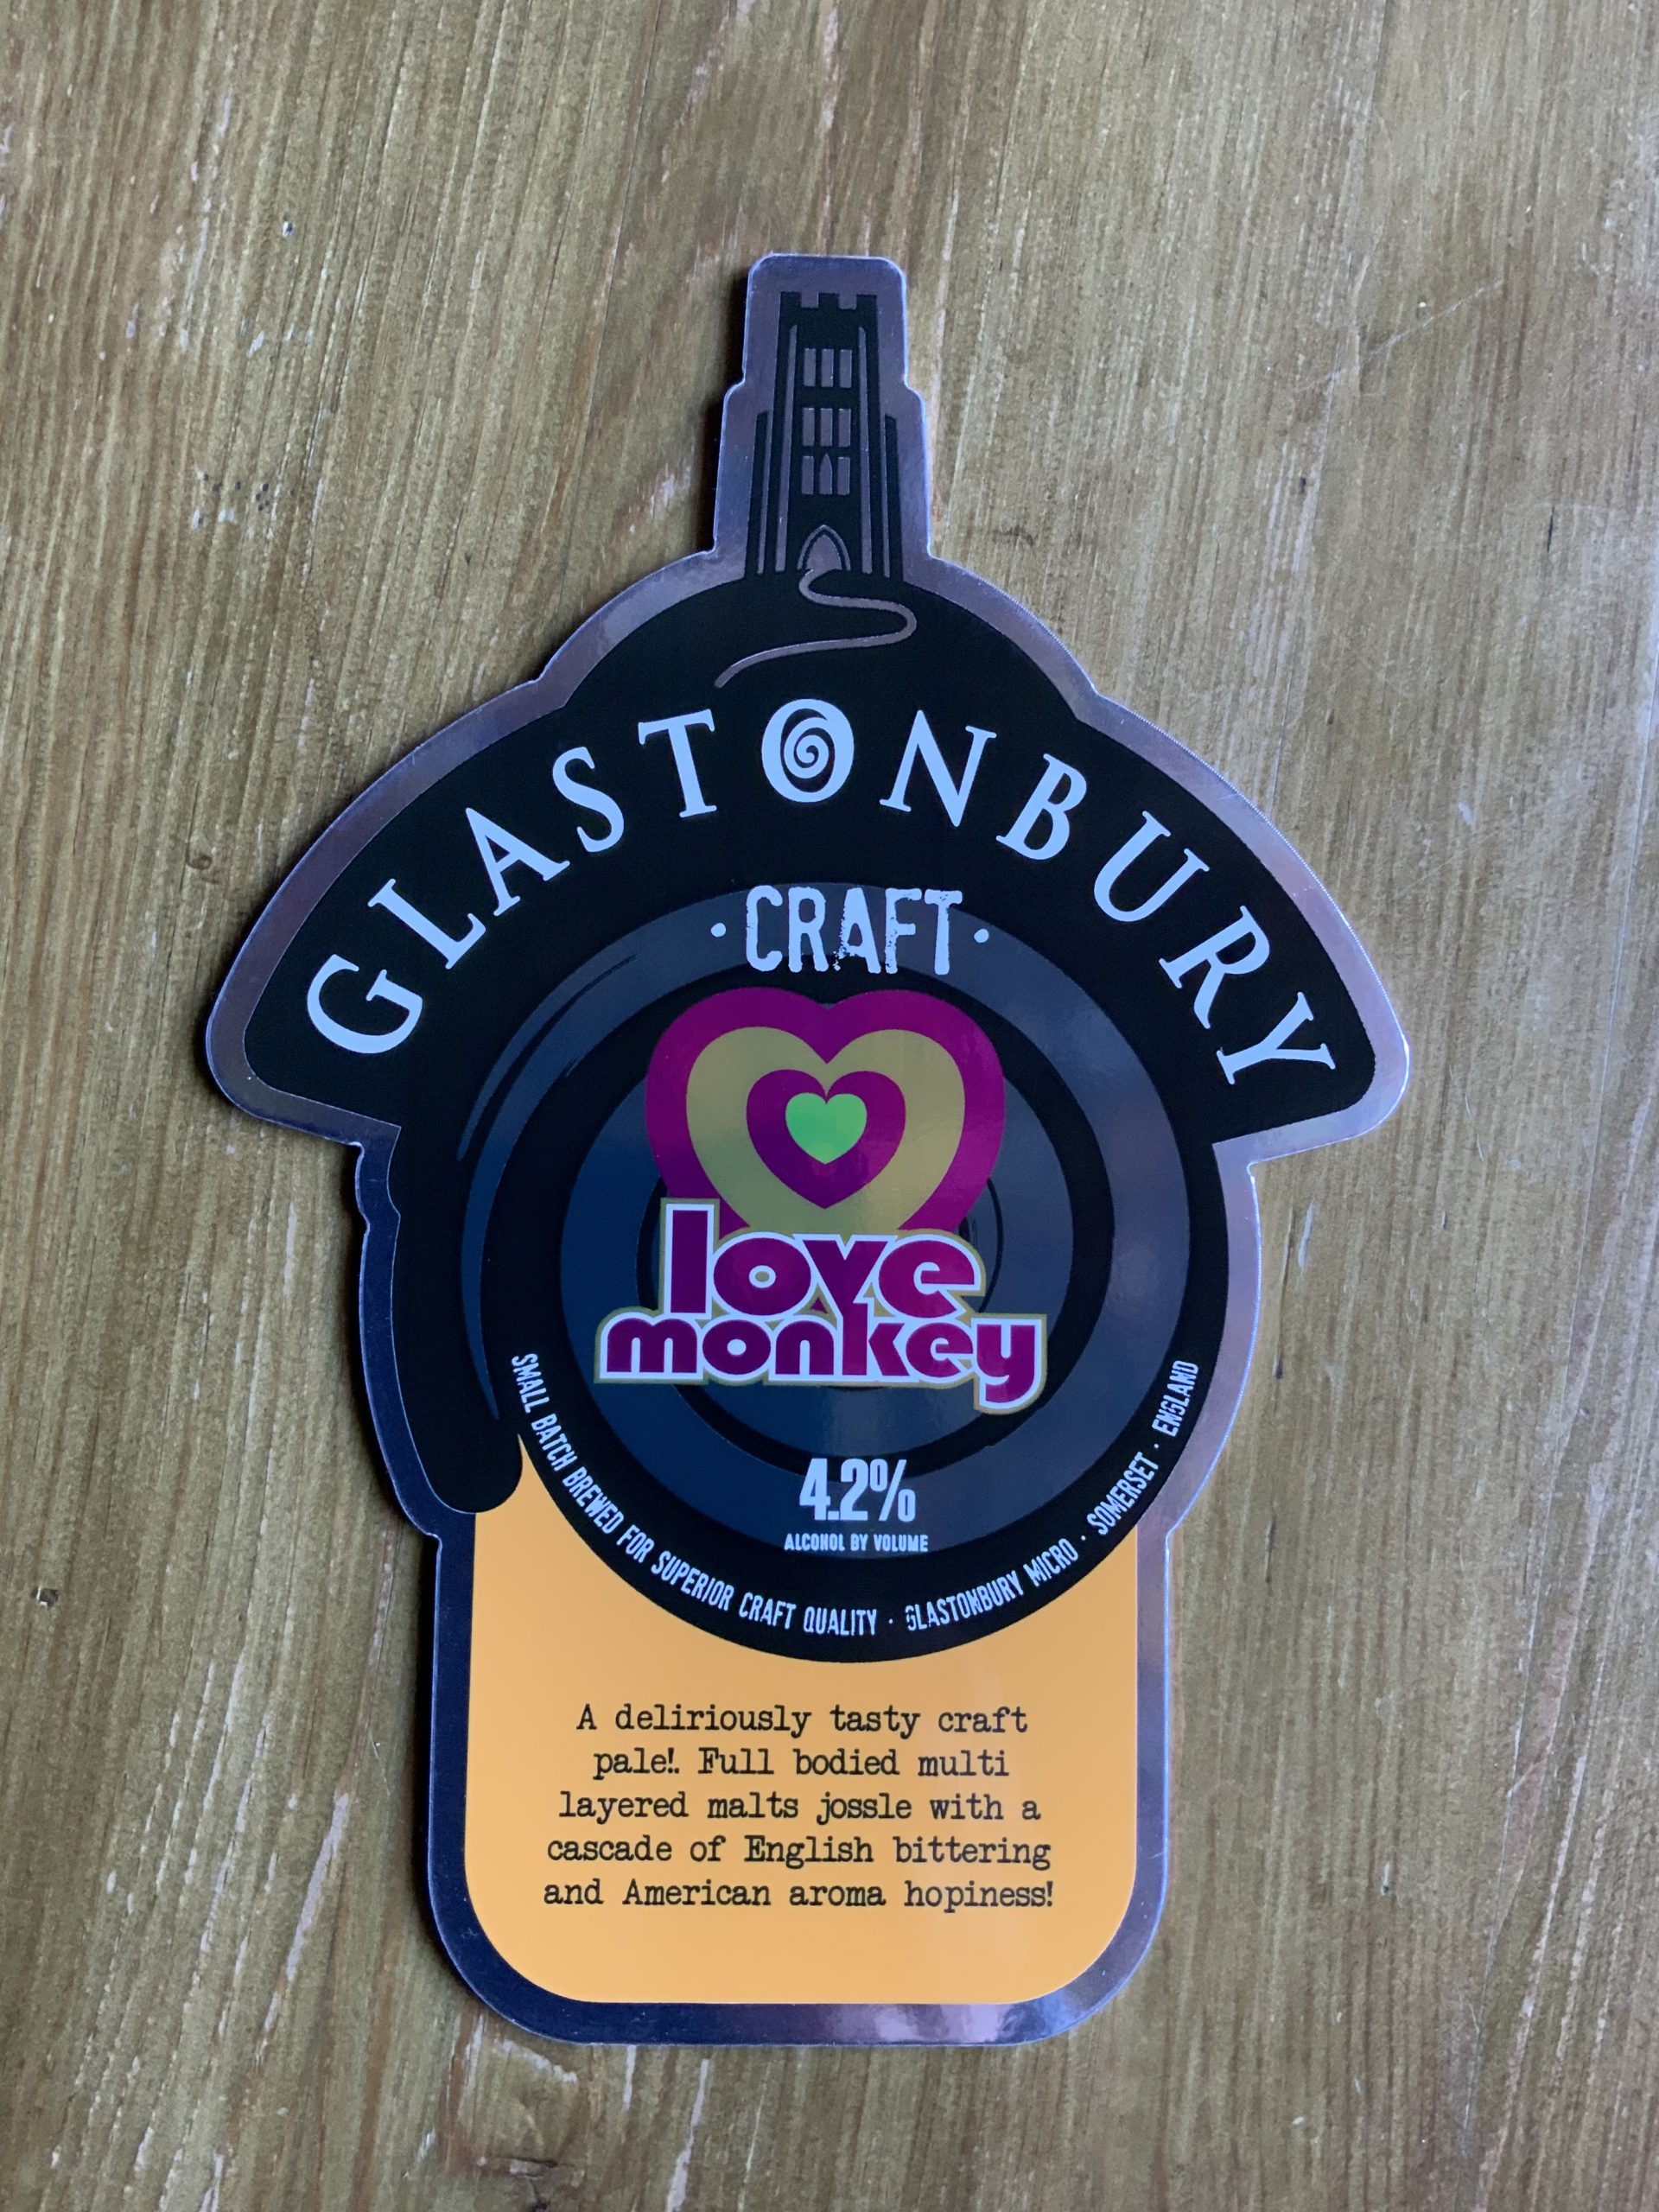 GLASTONBURY
·CRAFT·
love
monkey
4.2%
ALCOHOL BY VOLUME
SMALL BATCH BREWED FOR SUPERIOR CRAFT QUALITY · GLASTONBURY MICRO · SOMERSET · ENGLAND
A deliriously tasty craft
pale!. Full bodied multi
layered malts jossle with a
cascade of English bittering
and American aroma hopiness!